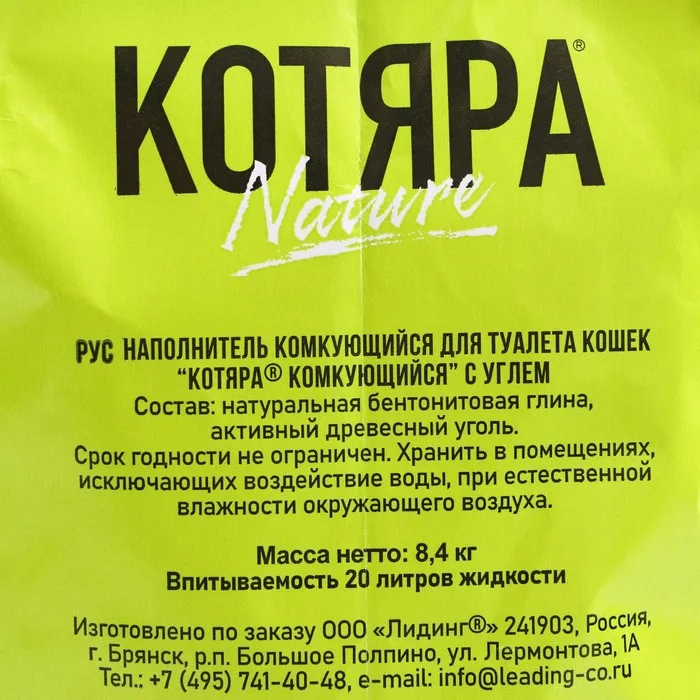 КОТЯРА®
Nature
РУС НАПОЛНИТЕЛЬ КОМКУЮЩИЙСЯ ДЛЯ ТУАЛЕТА КОШЕК
“КОТЯРА® КОМКУЮЩИЙСЯ” С УГЛЕМ
Состав: натуральная бентонитовая глина,
активный древесный уголь.
Срок годности не ограничен. Хранить в помещениях,
исключающих воздействие воды, при естественной
влажности окружающего воздуха.
Масса нетто: 8,4 кг
Впитываемость 20 литров жидкости
Изготовлено по заказу ООО «Лидинг®» 241903, Россия,
г. Брянск, р.п. Большое Полпино, ул. Лермонтова, 1А
Тел.: +7 (495) 741-40-48, e-mail: info@leading-co.ru